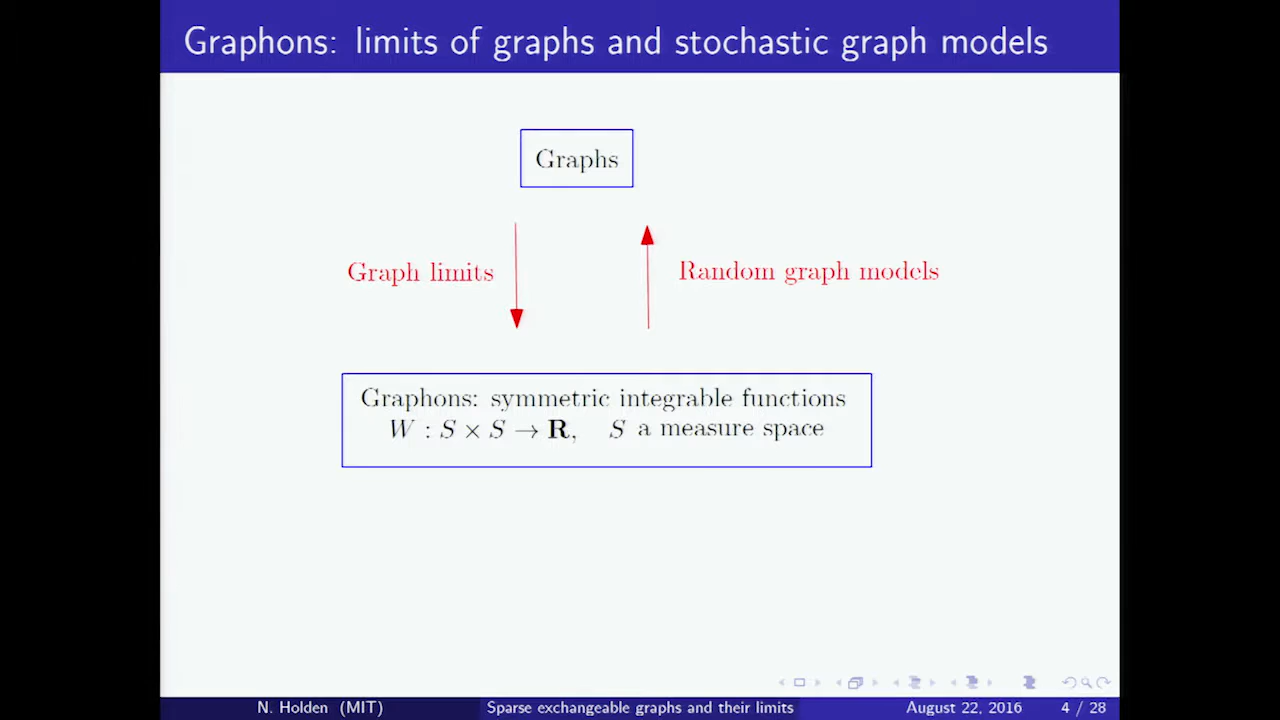 Graphons: limits of graphs and stochastic graph models
Graphs
Graph limits
Random graph models
Graphons: symmetric integrable functions
W : S × S → R, S a measure space
N. Holden (MIT)
Sparse exchangeable graphs and their limits
August 22, 2016
4 / 28